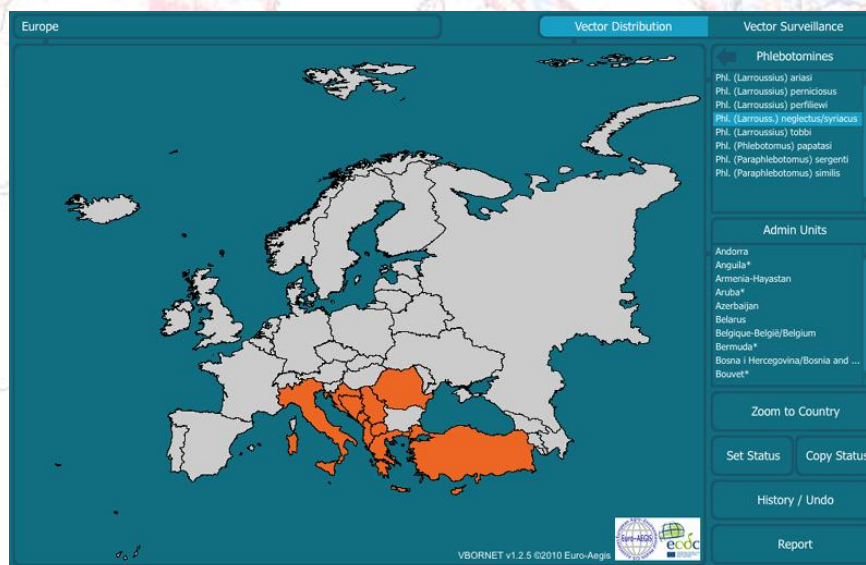 Europe
Vector Distribution
Vector Surveillance
Phlebotomines
Phl. (Larroussius) ariasi
Phl. (Larroussius) perniciosus
Phl. (Larroussius) perfiliewi
Phl. (Larrouss.) neglectus/syriacus
Phl. (Larroussius) tobbi
Phl. (Phlebotomus) papatasi
Phl. (Paraphlebotomus) sergenti
Phl. (Paraphlebotomus) similis
Admin Units
Andorra
Anguila*
Armenia-Hayastan
Aruba*
Azerbaijan
Belarus
Belgique-België/Belgium
Bermuda*
Bosna i Hercegovina/Bosnia and ...
Bouvet*
Zoom to Country
Set Status
Copy Status
History / Undo
Report
VBORNET v1.2.5 ©2010 Euro-Aegis
Euro-AEGIS
ecdc